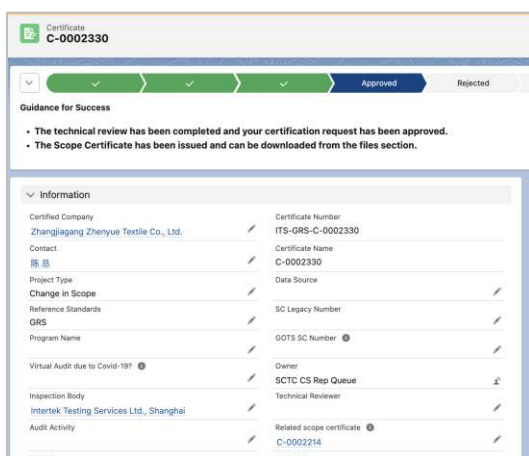 Certificate
C-0002330
Approved
Rejected
Guidance for Success
• The technical review has been completed and your certification request has been approved.
• The Scope Certificate has been issued and can be downloaded from the files section.
Information
Certified Company
Zhangjiagang Zhenyue Textile Co., Ltd.
Certificate Number
ITS-GRS-C-0002330
Contact
陈 总
Certificate Name
C-0002330
Project Type
Change in Scope
Data Source
Reference Standards
GRS
SC Legacy Number
Program Name
GOTS SC Number
Virtual Audit due to Covid-19?
Owner
SCTC CS Rep Queue
Inspection Body
Intertek Testing Services Ltd., Shanghai
Technical Reviewer
Audit Activity
Related scope certificate
C-0002214